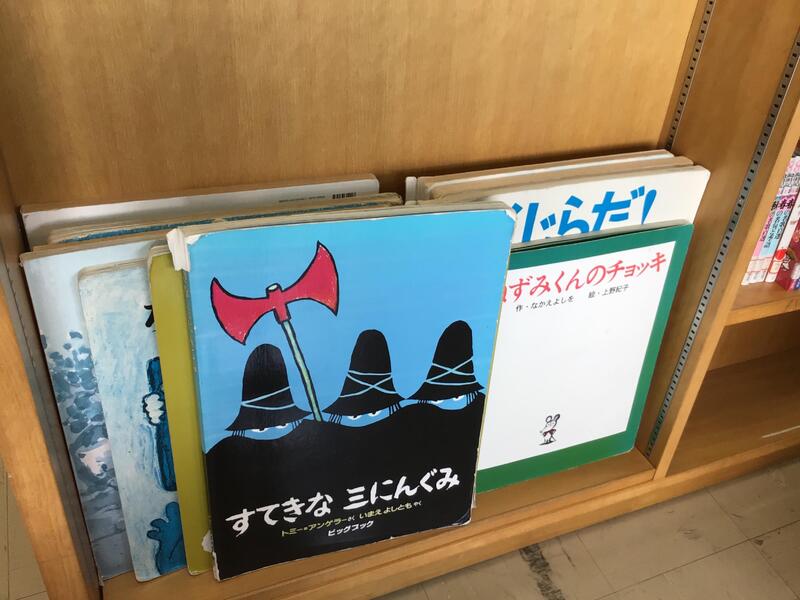 すてきな 三にんぐみ
トミー=アンゲラーさく いまえ よしとも やく
ビッグブック
ずみくんのチョッキ
作・なかえよしを 絵・上野紀子
じらだ!